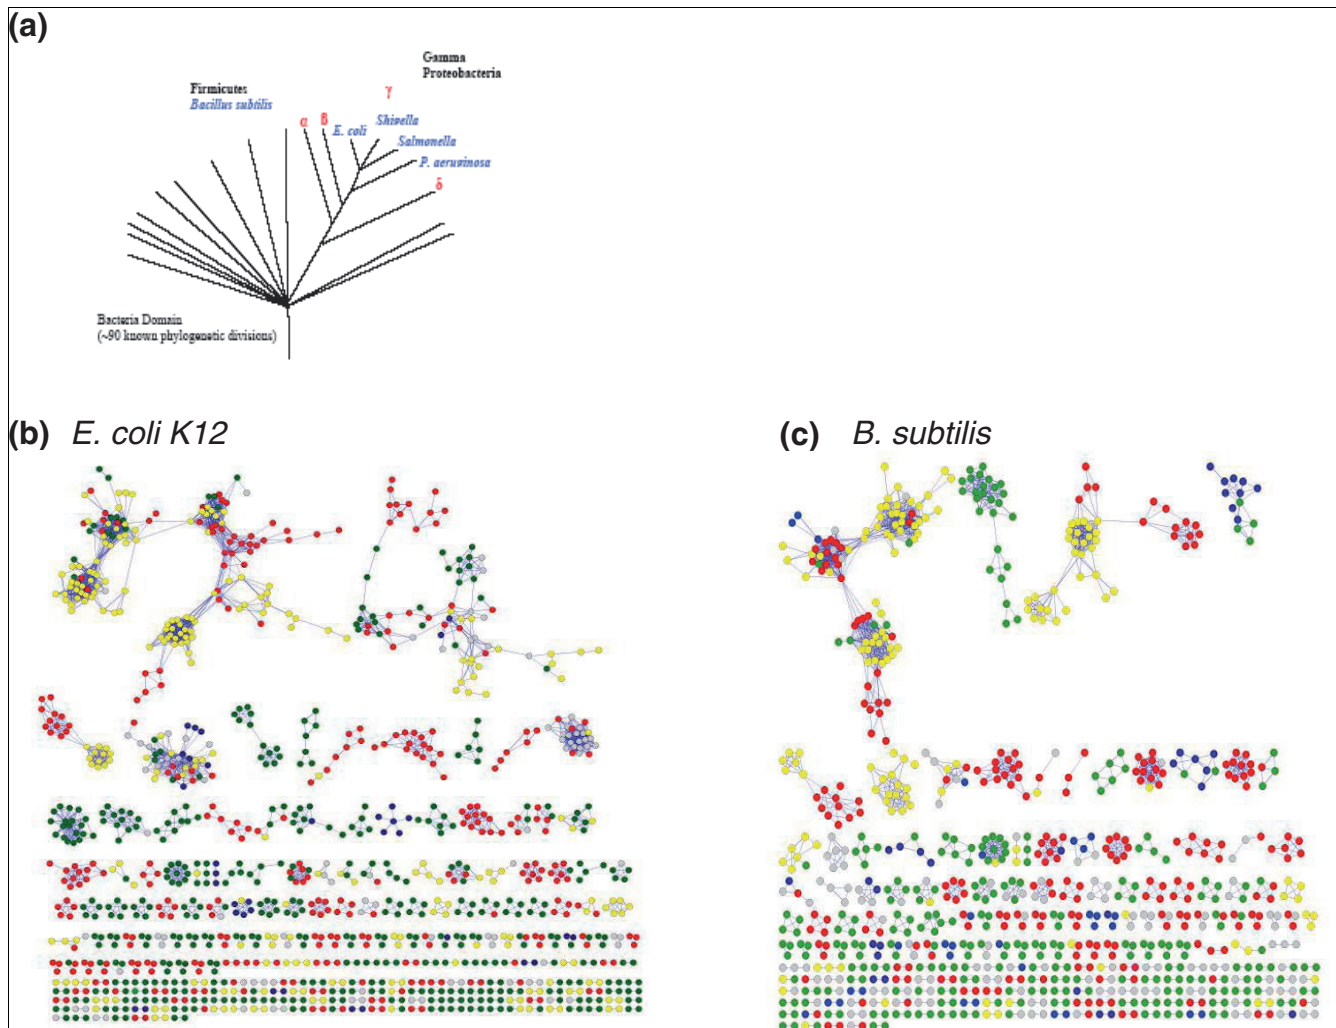 (a)
Gamma
Proteobacteria
Firmicutes
Bacillus subtilis
γ
α
β
E. coli
Shigella
Salmonella
P. aeruginosa
δ
Bacteria Domain
(~90 known phylogenetic divisions)
(b) E. coli K12
(c) B. subtilis